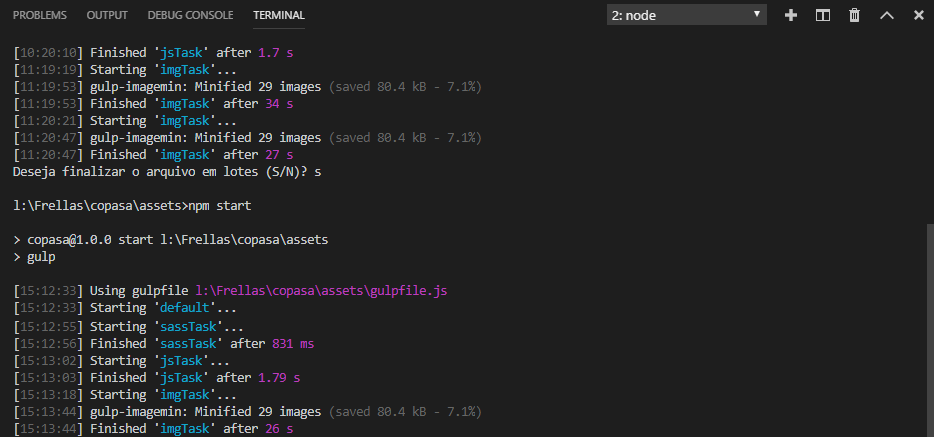 PROBLEMS OUTPUT DEBUG CONSOLE TERMINAL 2: node
[10:20:10] Finished 'jsTask' after 1.7 s
[11:19:19] Starting 'imgTask'...
[11:19:53] gulp-imagemin: Minified 29 images (saved 80.4 kB - 7.1%)
[11:19:53] Finished 'imgTask' after 34 s
[11:20:21] Starting 'imgTask'...
[11:20:47] gulp-imagemin: Minified 29 images (saved 80.4 kB - 7.1%)
[11:20:47] Finished 'imgTask' after 27 s
Deseja finalizar o arquivo em lotes (S/N)? s
l:\Frellas\copasa\assets>npm start
> copasa@1.0.0 start l:\Frellas\copasa\assets
> gulp
[15:12:33] Using gulpfile l:\Frellas\copasa\assets\gulpfile.js
[15:12:33] Starting 'default'...
[15:12:55] Starting 'sassTask'...
[15:12:56] Finished 'sassTask' after 831 ms
[15:13:02] Starting 'jsTask'...
[15:13:03] Finished 'jsTask' after 1.79 s
[15:13:18] Starting 'imgTask'...
[15:13:44] gulp-imagemin: Minified 29 images (saved 80.4 kB - 7.1%)
[15:13:44] Finished 'imgTask' after 26 s